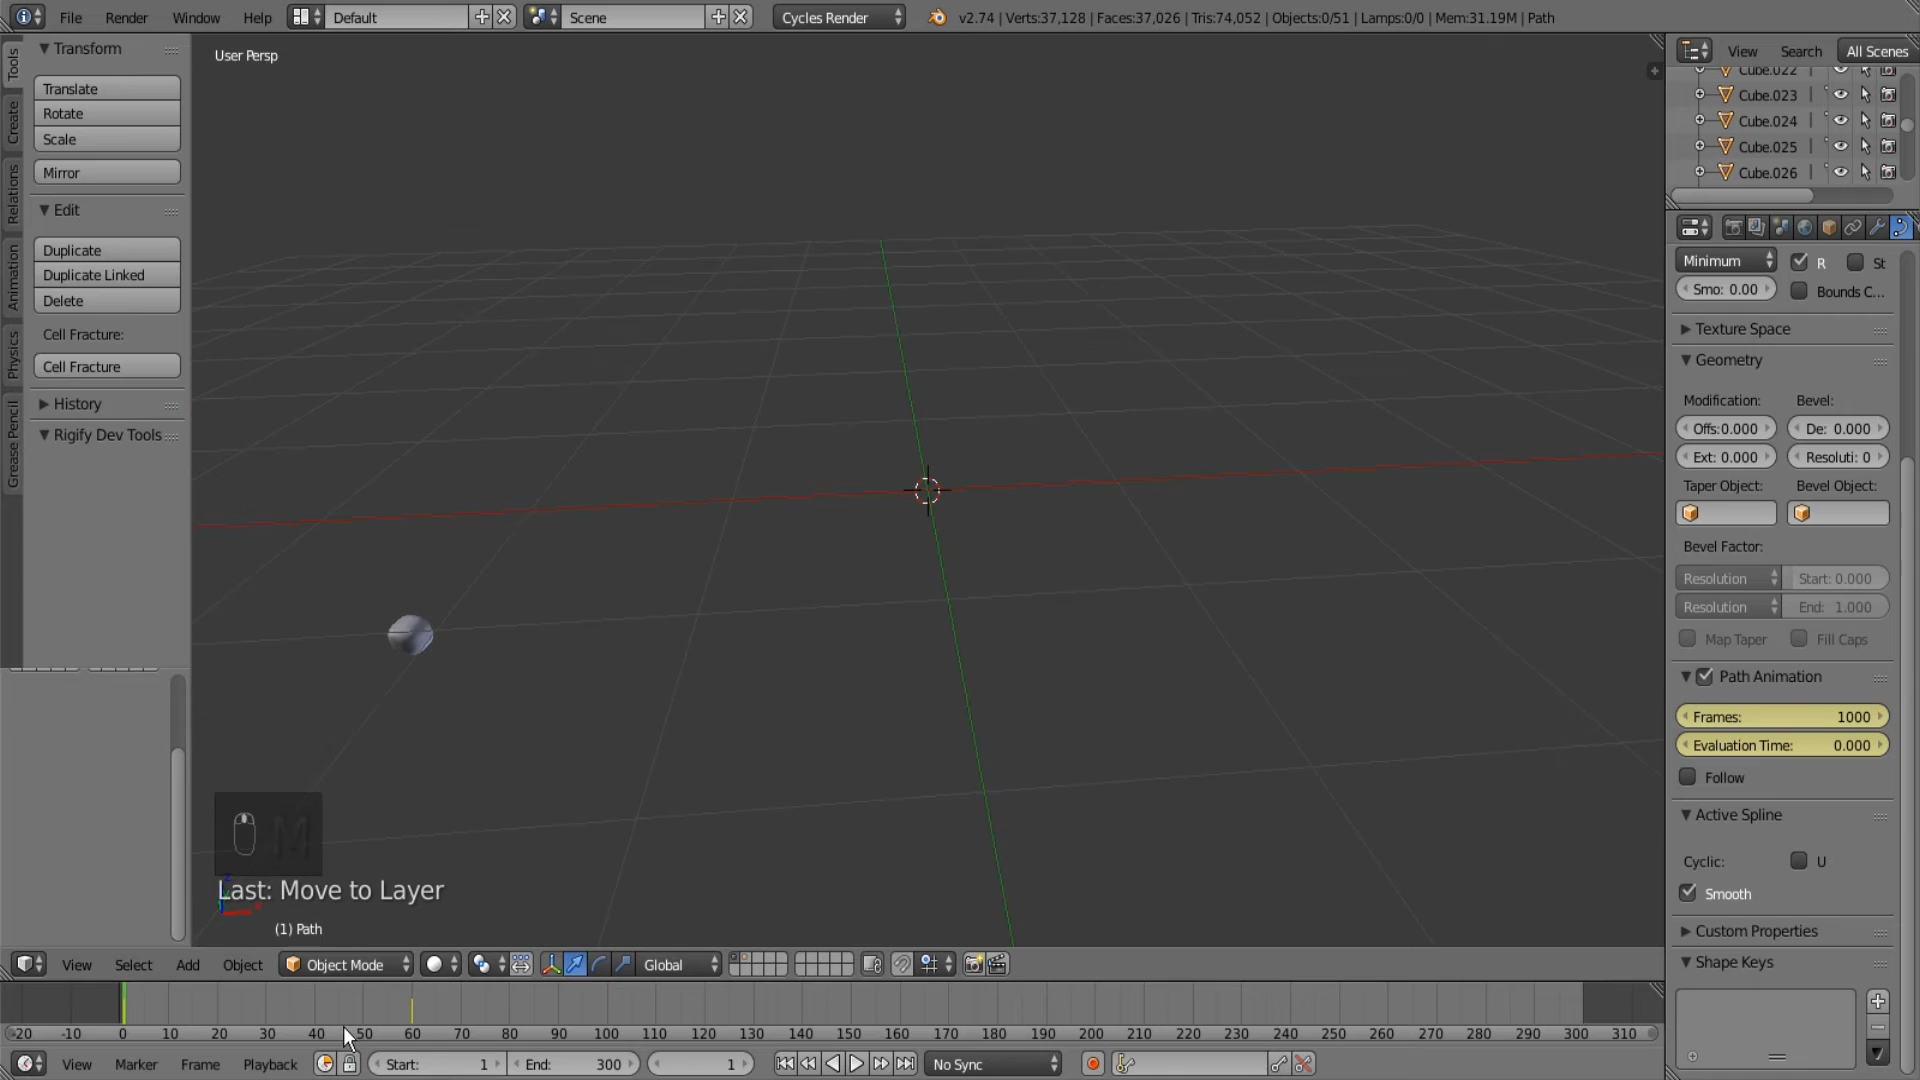 File Render Window Help Default Scene Cycles Render v2.74 | Verts:37,128 | Faces:37,026 | Tris:74,052 | Objects:0/51 | Lamps:0/0 | Mem:31.19M | Path
Tools
Create
Relations
Animation
Physics
Grease Pencil
Transform
Translate
Rotate
Scale
Mirror
Edit
Duplicate
Duplicate Linked
Delete
Cell Fracture:
Cell Fracture
History
Rigify Dev Tools
User Persp
M
Last: Move to Layer
(1) Path
View Search All Scenes
Cube.022
Cube.023
Cube.024
Cube.025
Cube.026
Minimum R St
Smo: 0.00 Bounds C...
Texture Space
Geometry
Modification: Bevel:
Offs:0.000 De: 0.000
Ext: 0.000 Resoluti: 0
Taper Object: Bevel Object:
Bevel Factor:
Resolution Start: 0.000
Resolution End: 1.000
Map Taper Fill Caps
Path Animation
Frames: 1000
Evaluation Time: 0.000
Follow
Active Spline
Cyclic: U
Smooth
Custom Properties
Shape Keys
View Select Add Object Object Mode Global
-20 -10 0 10 20 30 40 50 60 70 80 90 100 110 120 130 140 150 160 170 180 190 200 210 220 230 240 250 260 270 280 290 300 310
View Marker Frame Playback Start: 1 End: 300 1 No Sync